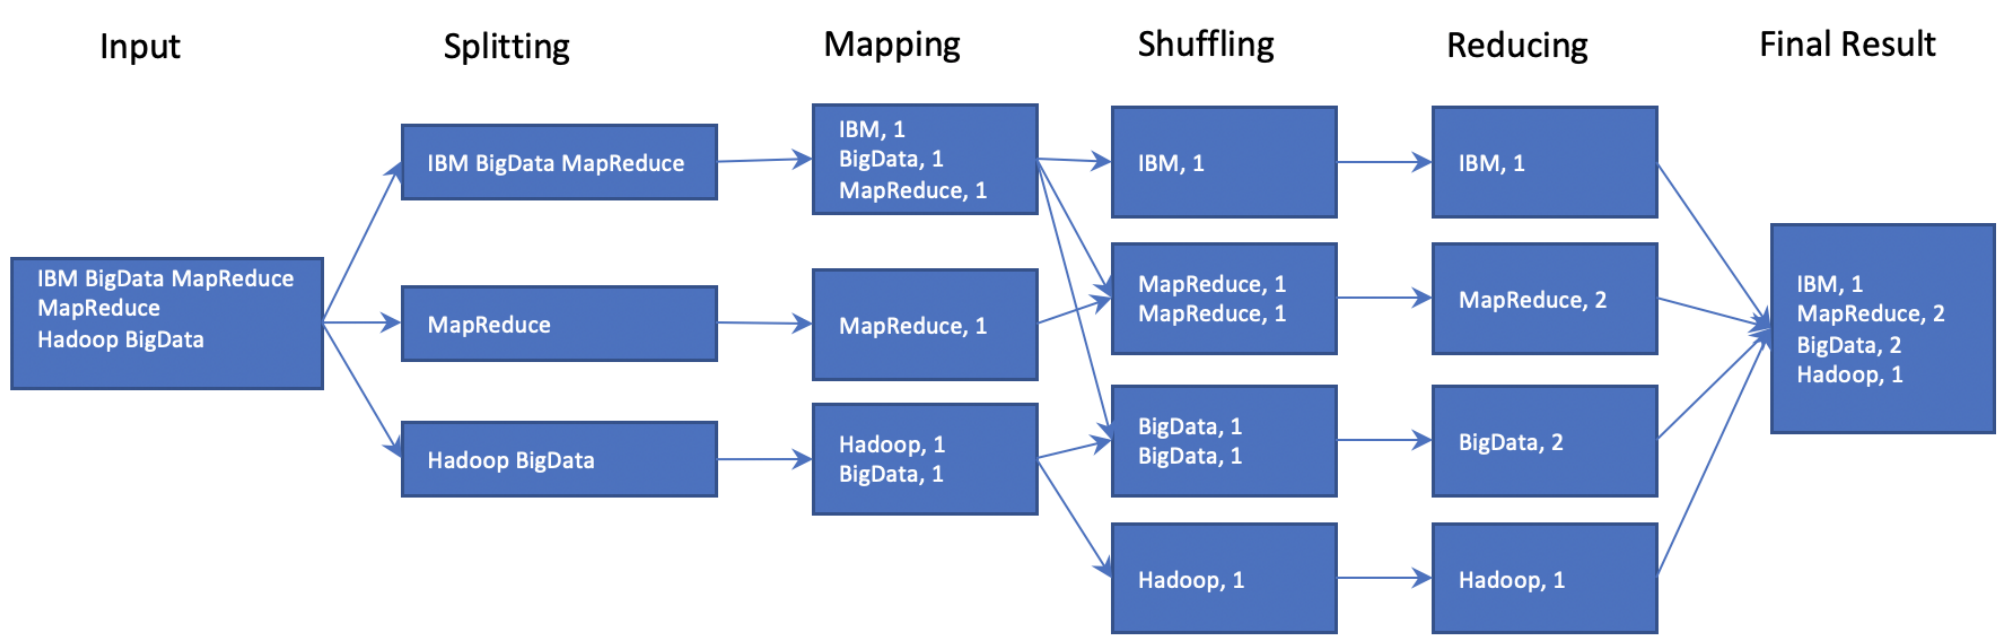 Input
Splitting
Mapping
Shuffling
Reducing
Final Result
IBM BigData MapReduce
MapReduce
Hadoop BigData
IBM BigData MapReduce
MapReduce
Hadoop BigData
IBM, 1
BigData, 1
MapReduce, 1
MapReduce, 1
Hadoop, 1
BigData, 1
IBM, 1
MapReduce, 1
MapReduce, 1
BigData, 1
BigData, 1
Hadoop, 1
IBM, 1
MapReduce, 2
BigData, 2
Hadoop, 1
IBM, 1
MapReduce, 2
BigData, 2
Hadoop, 1